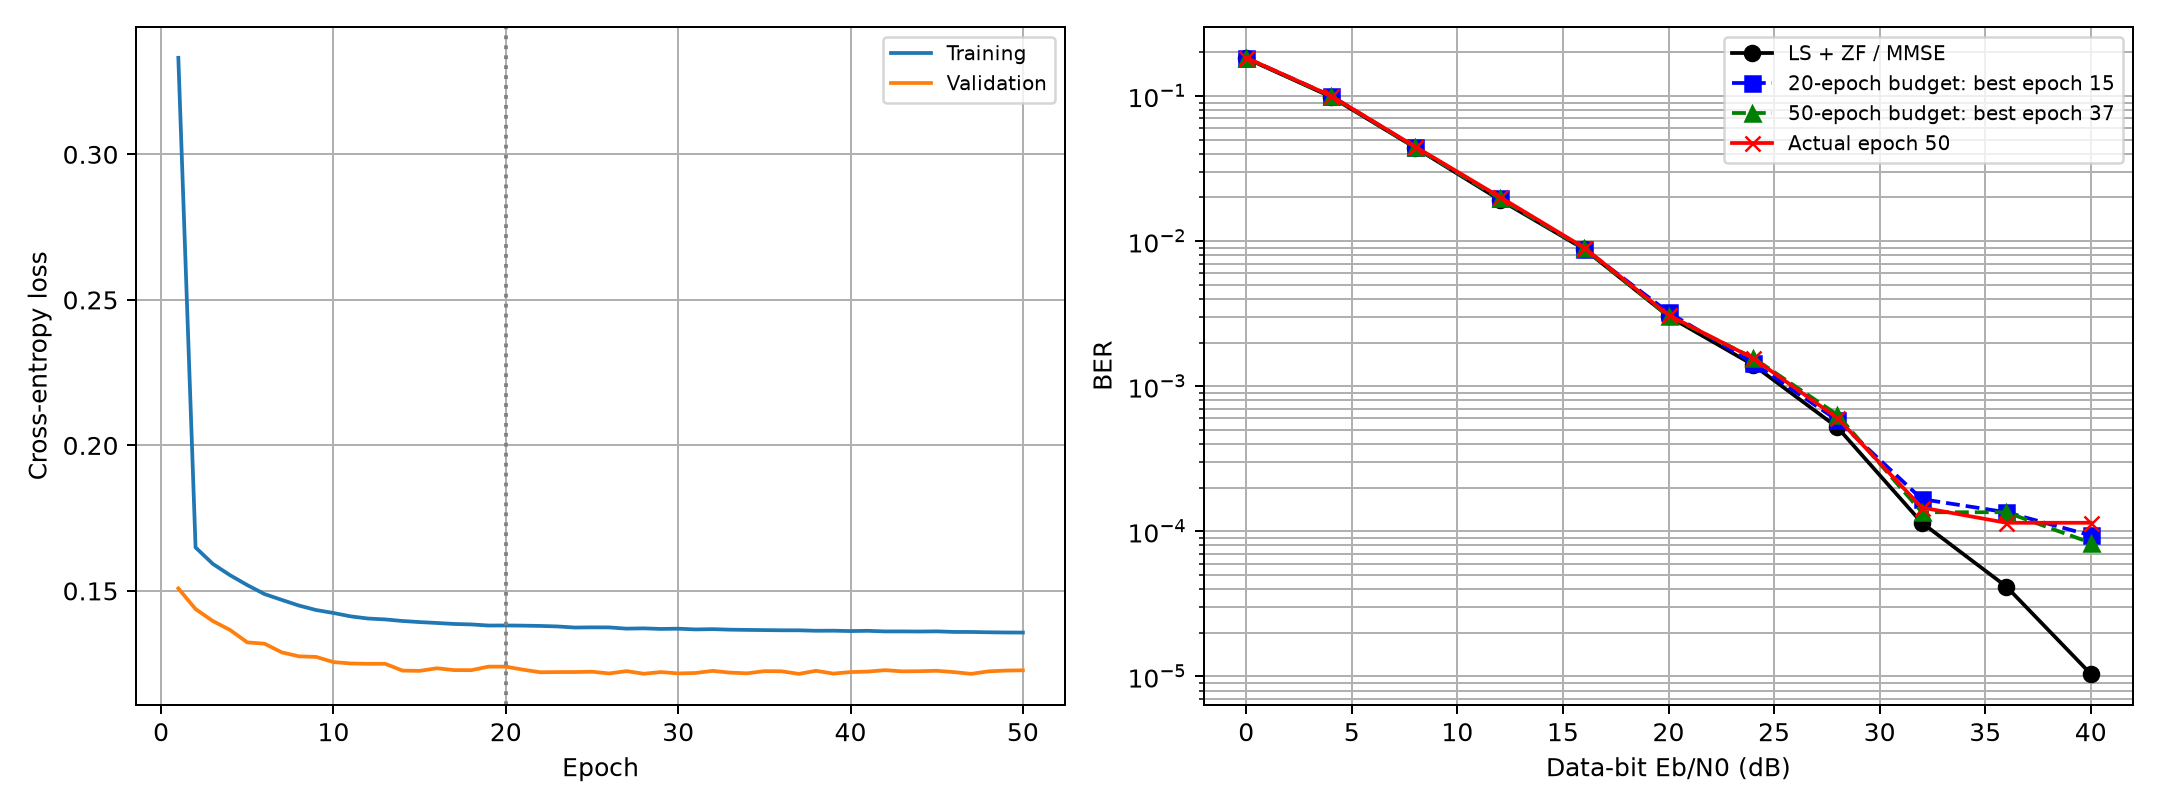 Training
Validation
0.30
0.25
0.20
0.15
Cross-entropy loss
0 10 20 30 40 50
Epoch
LS + ZF / MMSE
20-epoch budget: best epoch 15
50-epoch budget: best epoch 37
Actual epoch 50
10⁻¹
10⁻²
10⁻³
10⁻⁴
10⁻⁵
BER
0 5 10 15 20 25 30 35 40
Data-bit Eb/N0 (dB)